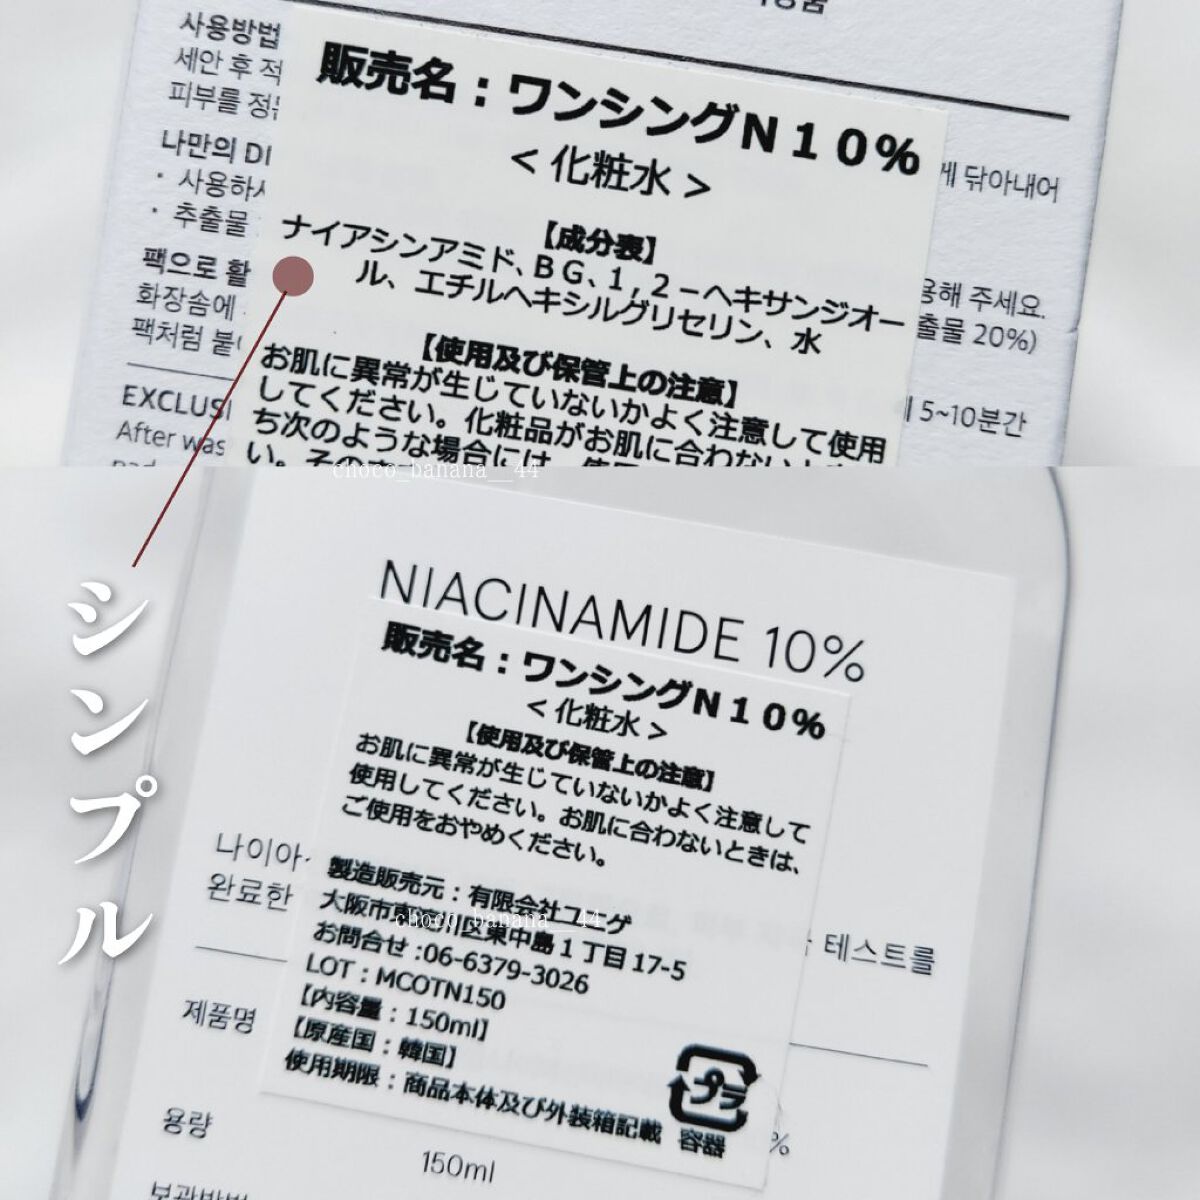 사용방법
세안 후 적
피부를 정
나만의 DI
· 사용하시
· 추출물
팩으로 활
화장솜에
팩처럼 붙
EXCLUSI
After was
販売名：ワンシングN１０%
＜化粧水＞
【成分表】
ナイアシンアミド、BG、1，2－ヘキサンジオー
ル、エチルヘキシルグリセリン、水
【使用及び保管上の注意】
お肌に異常が生じていないかよく注意して使用
してください。化粧品がお肌に合わないとき
ち次のような場合には、使用
い。その
게 닦아내어
용해 주세요.
출물 20%)
5~10분간
choco_banana__44
シンプル
NIACINAMIDE 10%
販売名：ワンシングN１０%
＜化粧水＞
【使用及び保管上の注意】
お肌に異常が生じていないかよく注意して
使用してください。お肌に合わないときは、
ご使用をおやめください。
製造販売元：有限会社コエゲ
大阪市東淀川区東中島1丁目17-5
choco_banana__44
お問合せ:06-6379-3026
LOT：MCOTN150
【内容量：150ml】
【原産国：韓国】
使用期限：商品本体及び外装箱記載
プラ
容器
나이아
완료한
테스트를
제품명
용량
150ml
%
보관방법